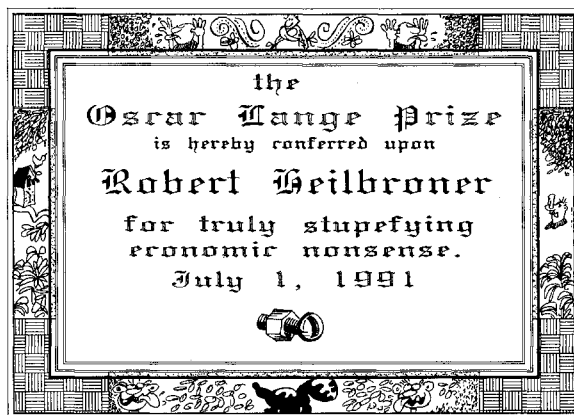 the
Oscar Lange Prize
is hereby conferred upon
Robert Heilbroner
for truly stupefying
economic nonsense.
July 1, 1991